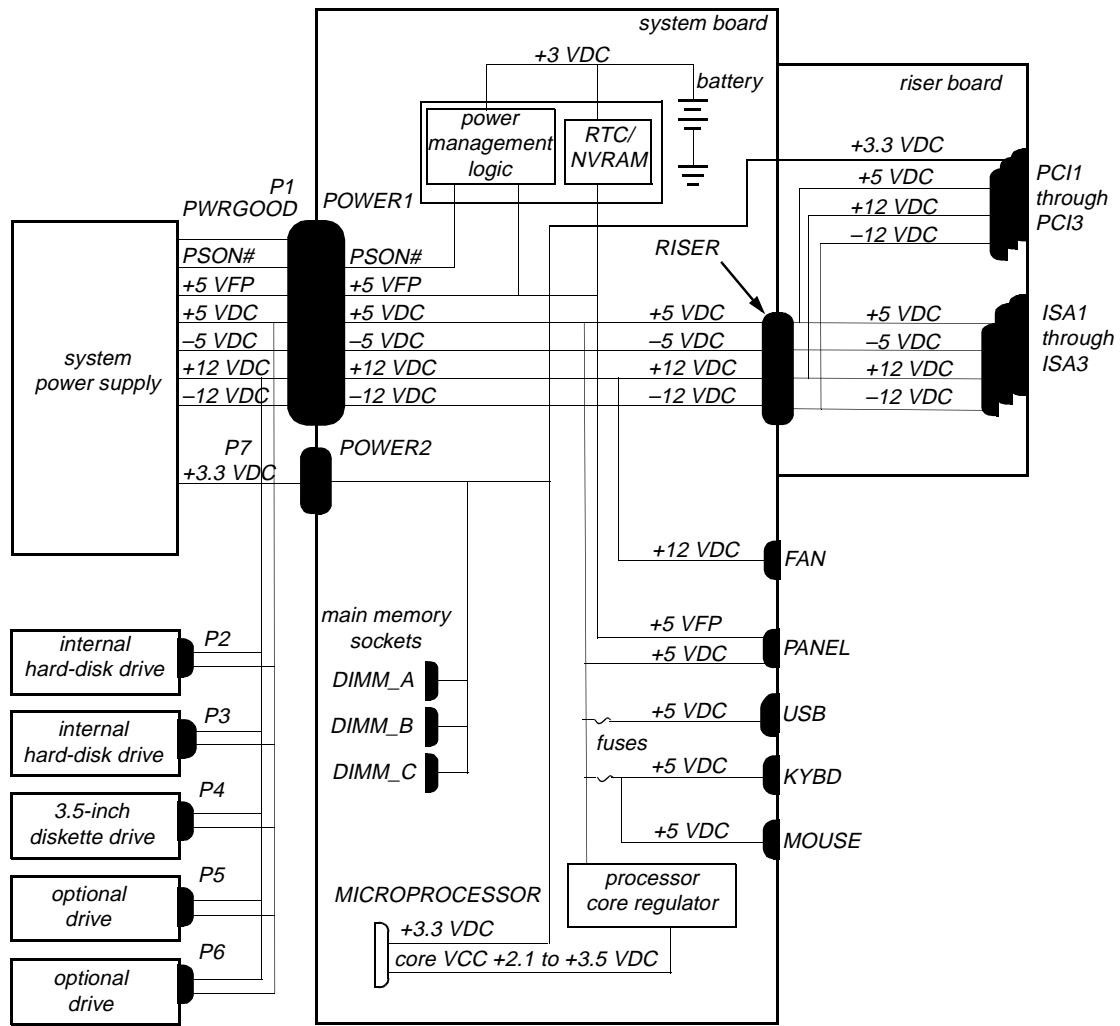 system board
+3 VDC
battery
riser board
power
management
logic
RTC/
NVRAM
+3.3 VDC
+5 VDC
+12 VDC
–12 VDC
PCI1
through
PCI3
P1
PWRGOOD
POWER1
RISER
PSON#
PSON#
+5 VFP
+5 VFP
+5 VDC
+5 VDC
+5 VDC
+5 VDC
–5 VDC
–5 VDC
–5 VDC
–5 VDC
+12 VDC
+12 VDC
+12 VDC
+12 VDC
–12 VDC
–12 VDC
–12 VDC
–12 VDC
ISA1
through
ISA3
system
power supply
P7
+3.3 VDC
POWER2
+12 VDC
FAN
main memory
sockets
DIMM_A
DIMM_B
DIMM_C
+5 VFP
+5 VDC
PANEL
+5 VDC
USB
fuses
+5 VDC
KYBD
+5 VDC
MOUSE
internal
hard-disk drive
P2
internal
hard-disk drive
P3
3.5-inch
diskette drive
P4
optional
drive
P5
optional
drive
P6
MICROPROCESSOR
processor
core regulator
+3.3 VDC
core VCC +2.1 to +3.5 VDC